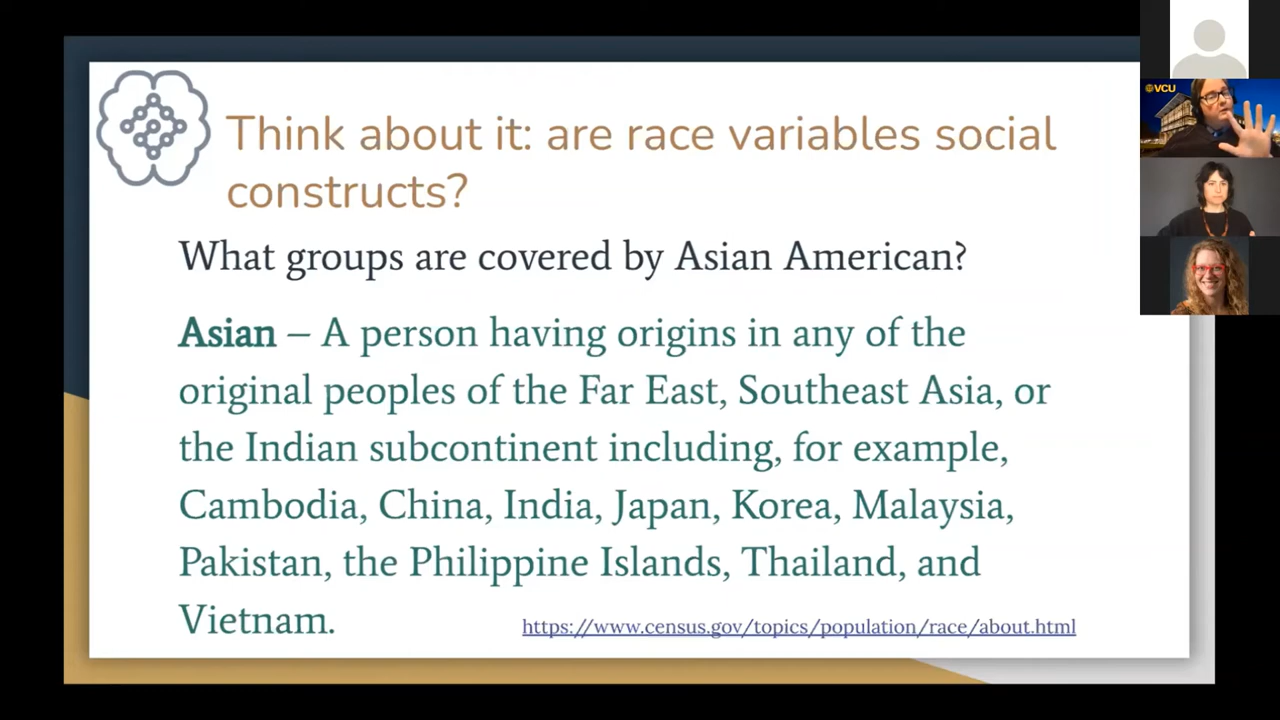 Think about it: are race variables social
constructs?
What groups are covered by Asian American?
Asian – A person having origins in any of the
original peoples of the Far East, Southeast Asia, or
the Indian subcontinent including, for example,
Cambodia, China, India, Japan, Korea, Malaysia,
Pakistan, the Philippine Islands, Thailand, and
Vietnam.
https://www.census.gov/topics/population/race/about.html
VCU